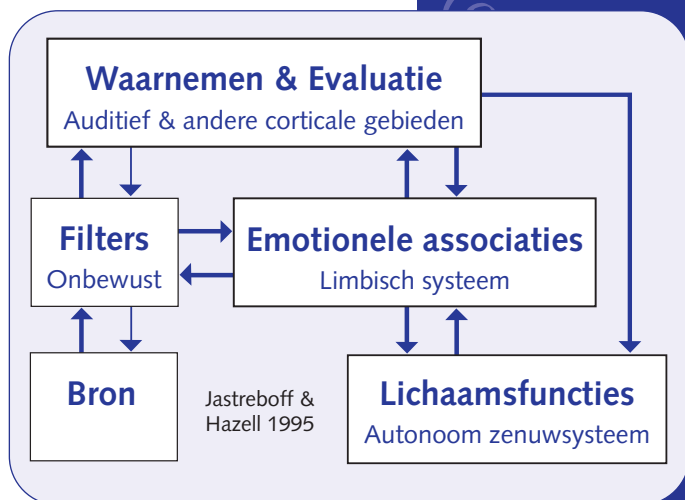 Waarnemen & Evaluatie
Auditief & andere corticale gebieden
Filters
Onbewust
Emotionele associaties
Limbisch systeem
Bron
Jastreboff &
Hazell 1995
Lichaamsfuncties
Autonoom zenuwsysteem